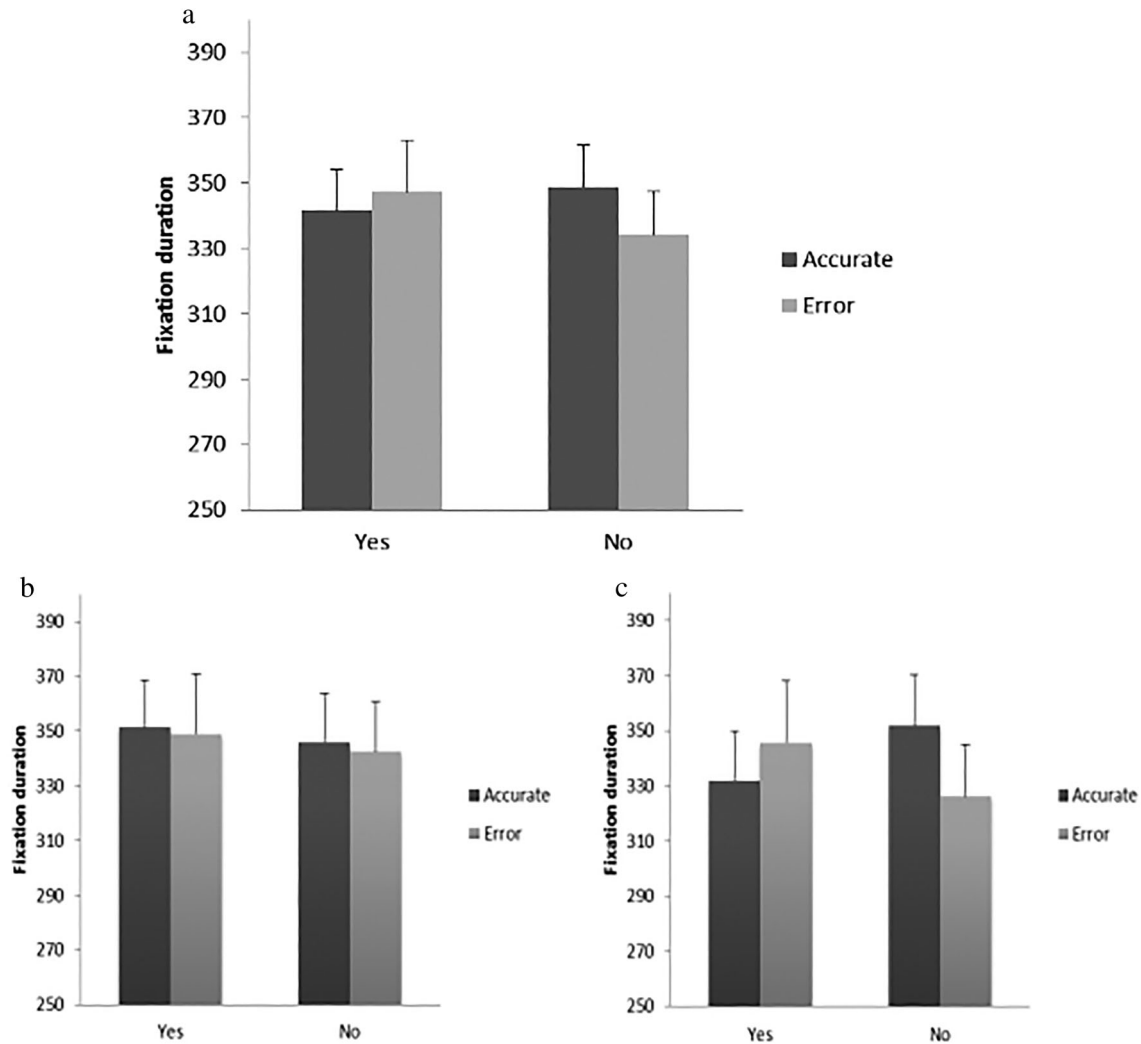 a
390
370
350
330
310
290
270
250
Fixation duration
Yes No
Accurate
Error
b
390
370
350
330
310
290
270
250
Fixation duration
Yes No
Accurate
Error
c
390
370
350
330
310
290
270
250
Fixation duration
Yes No
Accurate
Error